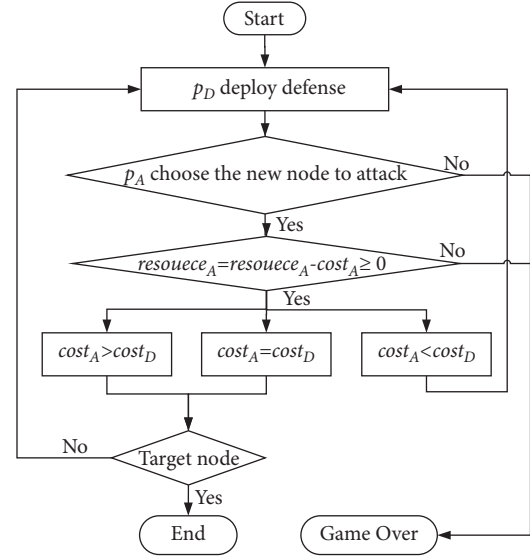 Start
p_D deploy defense
p_A choose the new node to attack
No
Yes
resouece_A=resouece_A-cost_A≥ 0
No
Yes
cost_A>cost_D
cost_A=cost_D
cost_A<cost_D
No
Target node
Yes
End
Game Over